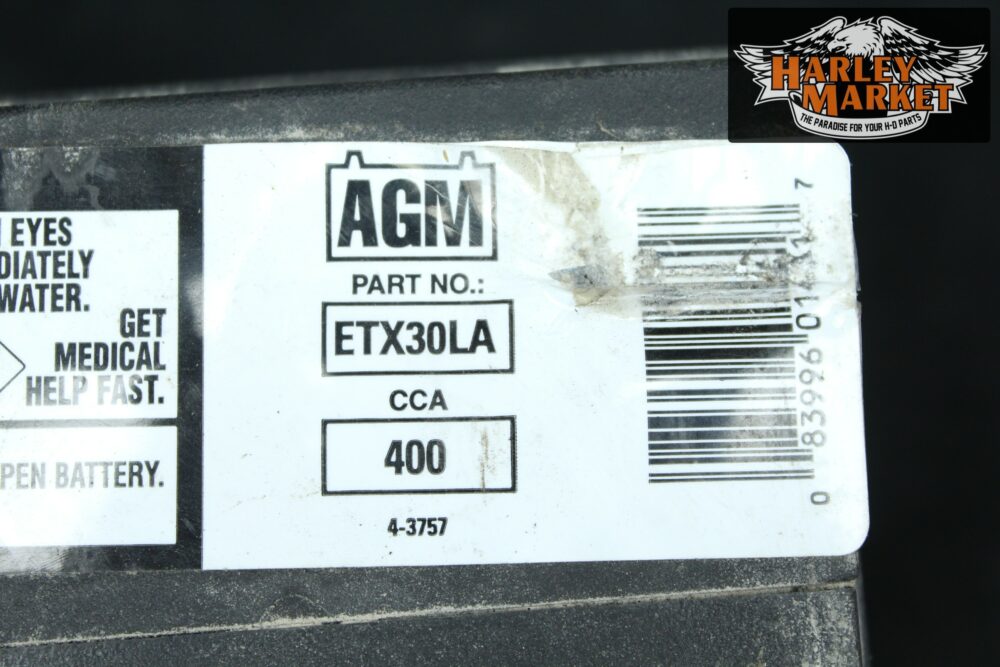 HARLEY
MARKET
THE PARADISE FOR YOUR H-D PARTS
EYES
DIATELY
WATER.
GET
MEDICAL
HELP FAST.
PEN BATTERY.
AGM
PART NO.:
ETX30LA
CCA
400
4-3757
0 83996 01411 7